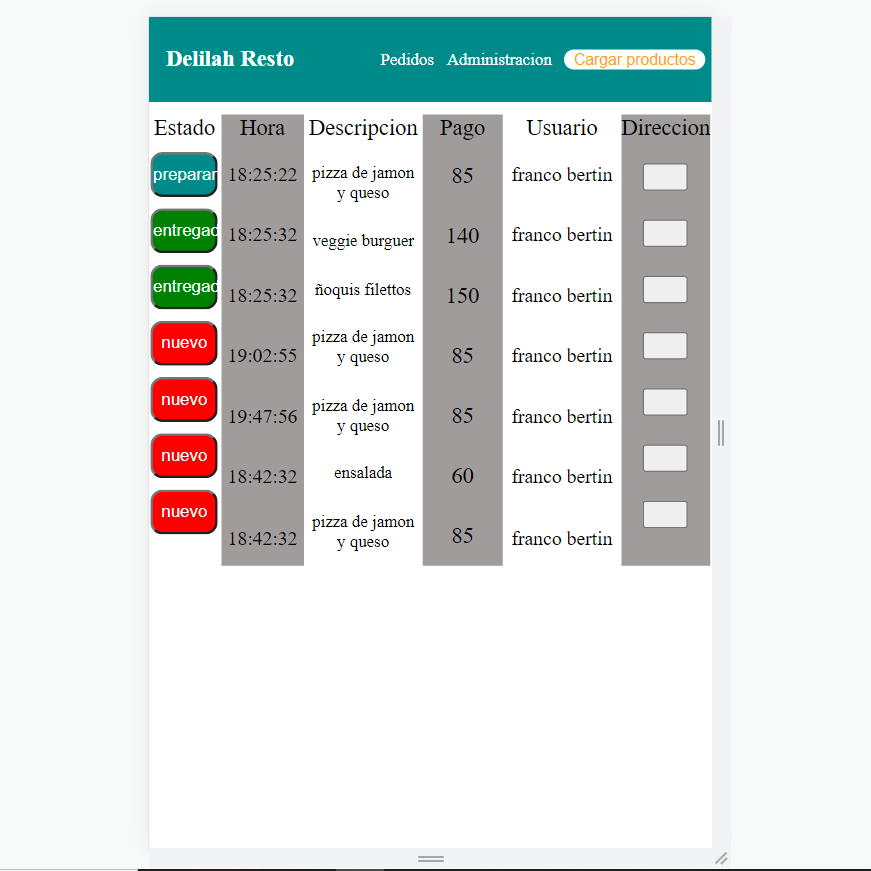 Delilah Resto Pedidos Administracion Cargar productos
Estado Hora Descripcion Pago Usuario Direccion
preparar 18:25:22 pizza de jamon y queso 85 franco bertin
entregad 18:25:32 veggie burguer 140 franco bertin
entregad 18:25:32 ñoquis filettos 150 franco bertin
nuevo 19:02:55 pizza de jamon y queso 85 franco bertin
nuevo 19:47:56 pizza de jamon y queso 85 franco bertin
nuevo 18:42:32 ensalada 60 franco bertin
nuevo 18:42:32 pizza de jamon y queso 85 franco bertin